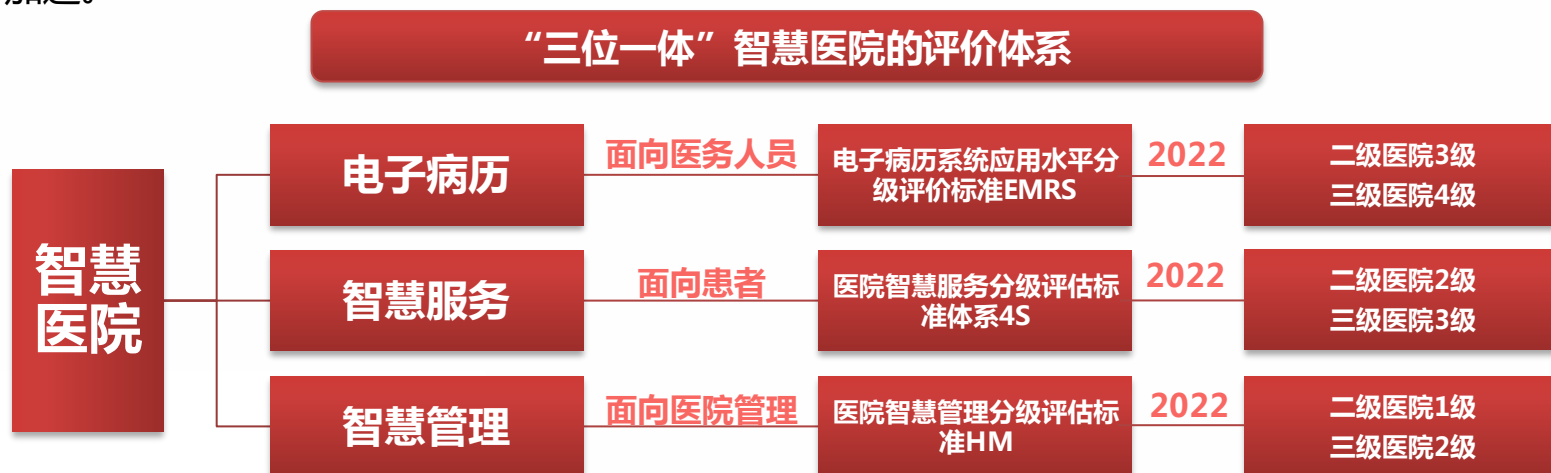 “三位一体”智慧医院的评价体系
智慧
医院
电子病历
面向医务人员
电子病历系统应用水平分
级评价标准EMRS
2022
二级医院3级
三级医院4级
智慧服务
面向患者
医院智慧服务分级评估标
准体系4S
2022
二级医院2级
三级医院3级
智慧管理
面向医院管理
医院智慧管理分级评估标
准HM
2022
二级医院1级
三级医院2级